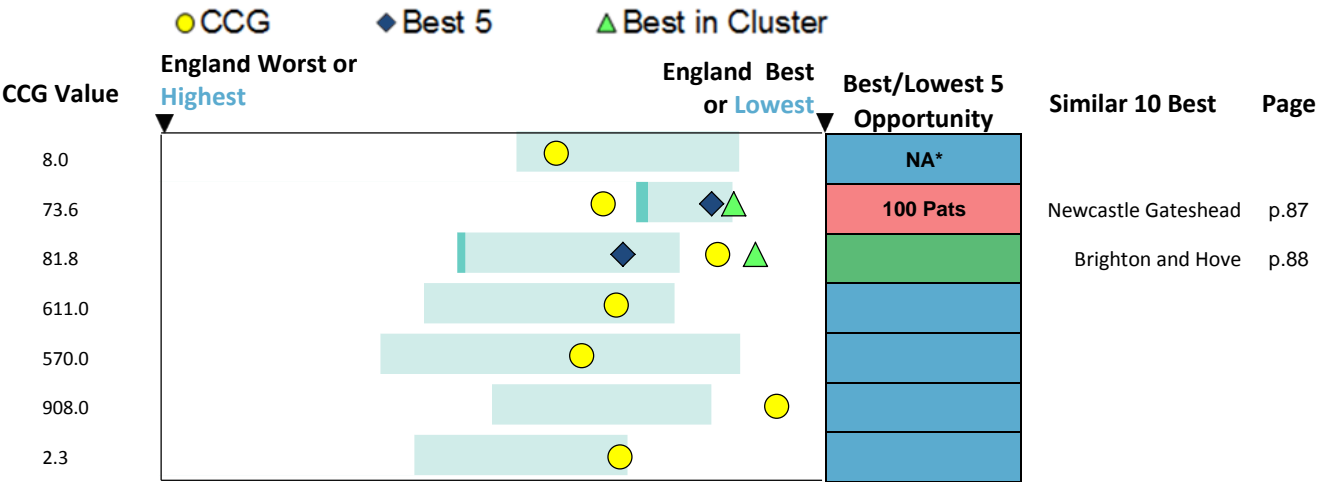 CCG Best 5 Best in Cluster
CCG Value
England Worst or
Highest
England Best
or Lowest
Best/Lowest 5
Opportunity
Similar 10 Best
Page
8.0 NA*
73.6 100 Pats Newcastle Gateshead p.87
81.8 Brighton and Hove p.88
611.0
570.0
908.0
2.3